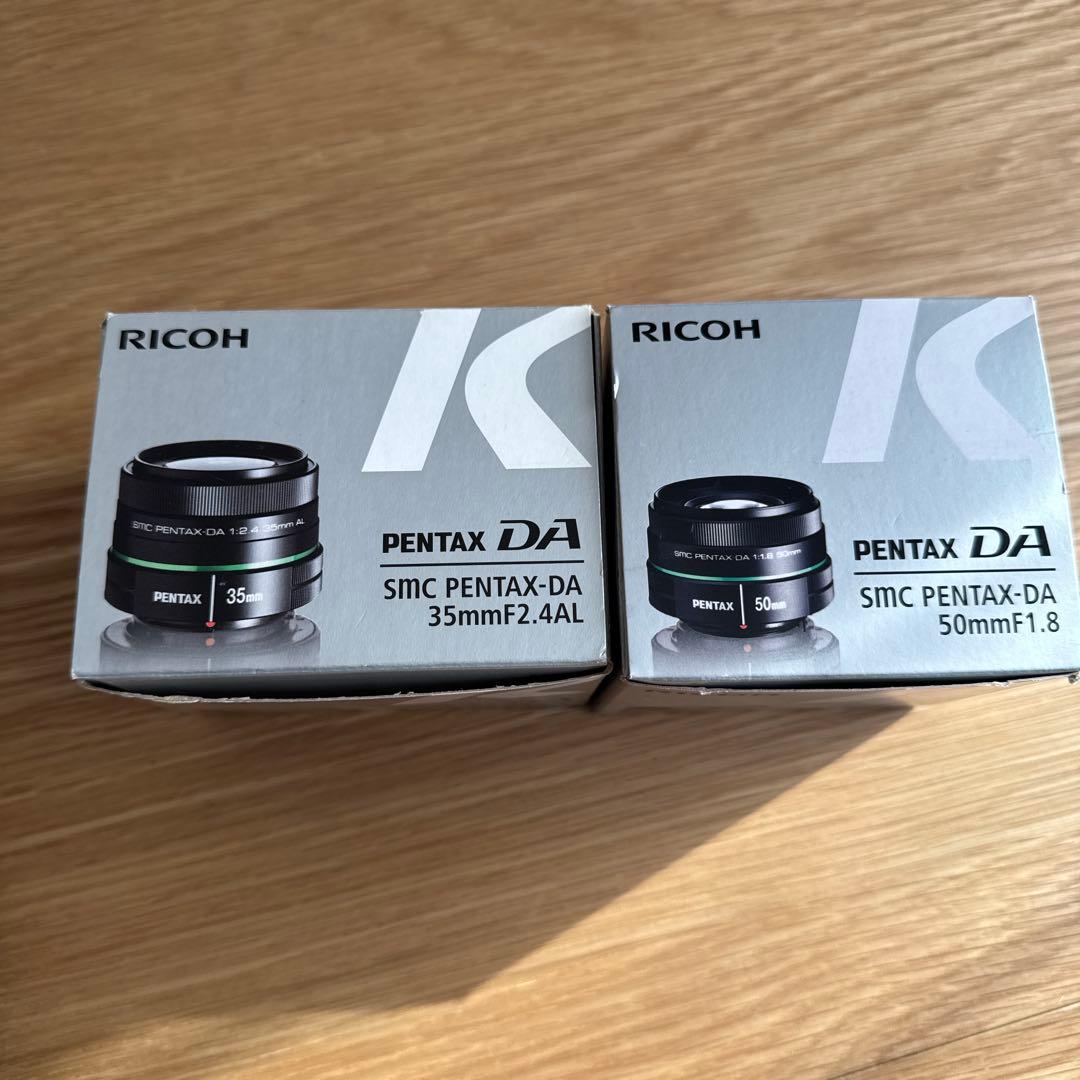 RICOH
K
SMC PENTAX-DA 1:2.4 35mm AL
PENTAX 35mm
PENTAX DA
smc PENTAX-DA
35mmF2.4AL
RICOH
K
SMC PENTAX-DA 1:1.8 50mm
PENTAX 50mm
PENTAX DA
smc PENTAX-DA
50mmF1.8